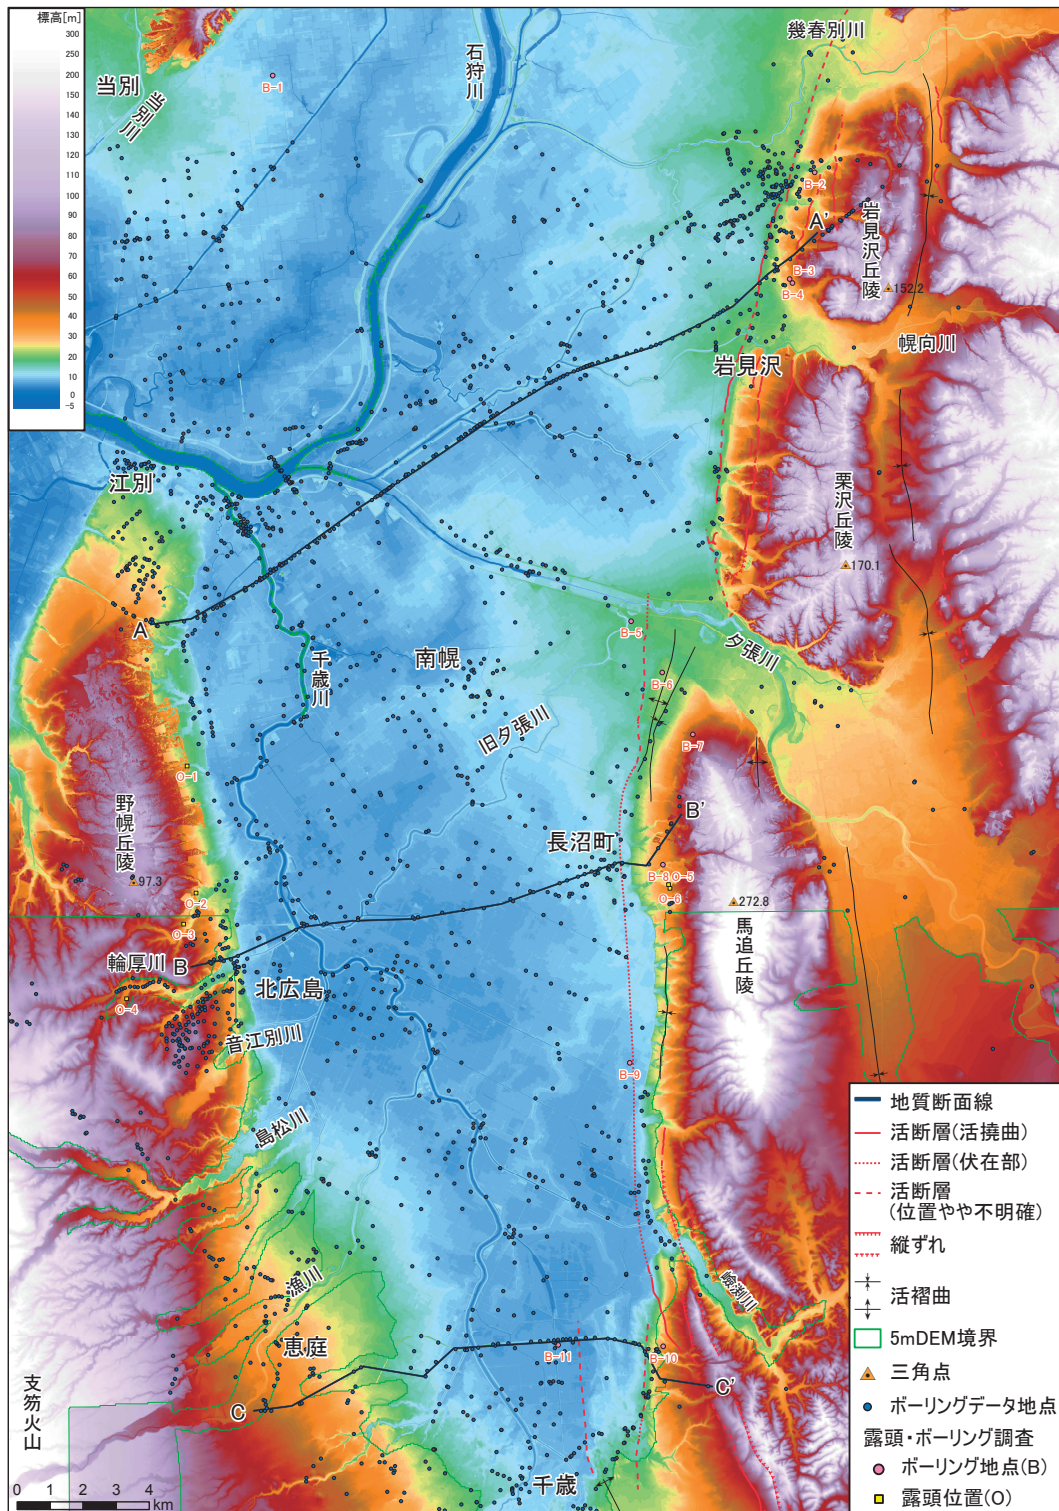 標高[m]
300
250
200
150
140
130
120
110
100
90
80
70
60
50
40
30
20
10
0
-5
当別
当別川
B-1
石狩川
幾春別川
B-2
岩見沢丘陵
A'
B-3
B-4
152.2
幌向川
岩見沢
江別
栗沢丘陵
170.1
A
B-5
夕張川
南幌
千歳川
B-6
旧夕張川
B-7
O-1
野幌丘陵
97.3
長沼町
B'
B-8
O-5
O-6
O-2
272.8
馬追丘陵
O-3
輪厚川
B
北広島
O-4
音江別川
B-9
島松川
漁川
嶮淵川
恵庭
B-11
B-10
C
C'
支笏火山
千歳
0 1 2 3 4
km
地質断面線
活断層(活撓曲)
活断層(伏在部)
活断層
(位置やや不明確)
縦ずれ
活褶曲
5mDEM境界
三角点
ボーリングデータ地点
露頭・ボーリング調査
ボーリング地点(B)
露頭位置(O)